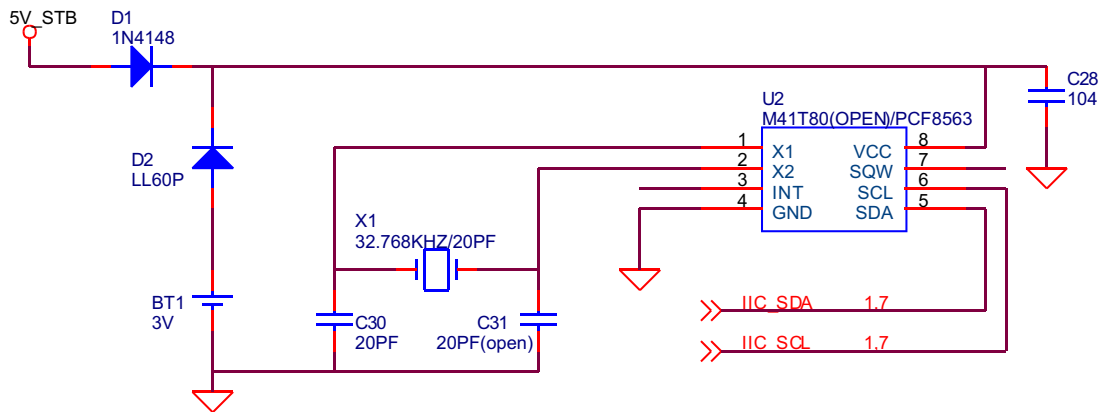 5V_STB
D1
1N4148
C28
104
U2
M41T80(OPEN)/PCF8563
1 X1 VCC 8
2 X2 SQW 7
3 INT SCL 6
4 GND SDA 5
D2
LL60P
X1
32.768KHZ/20PF
BT1
3V
C30
20PF
C31
20PF(open)
IIC_SDA 1,7
IIC_SCL 1,7